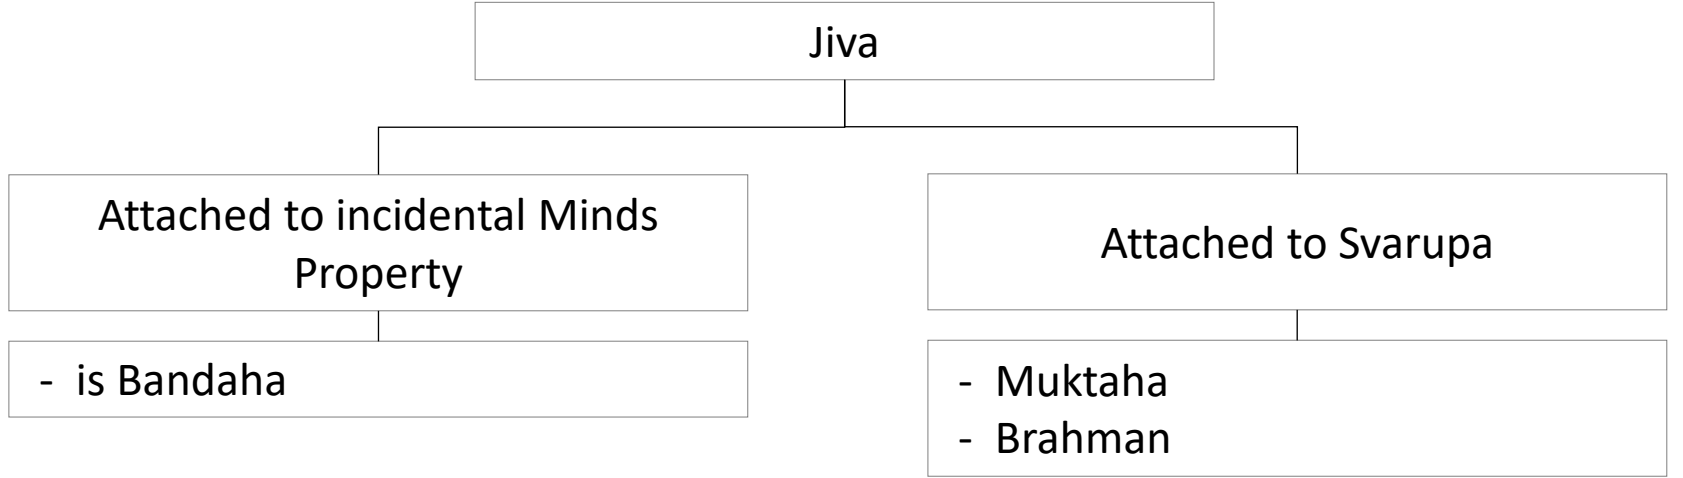 Jiva
Attached to incidental Minds
Property
Attached to Svarupa
- is Bandaha
- Muktaha
- Brahman